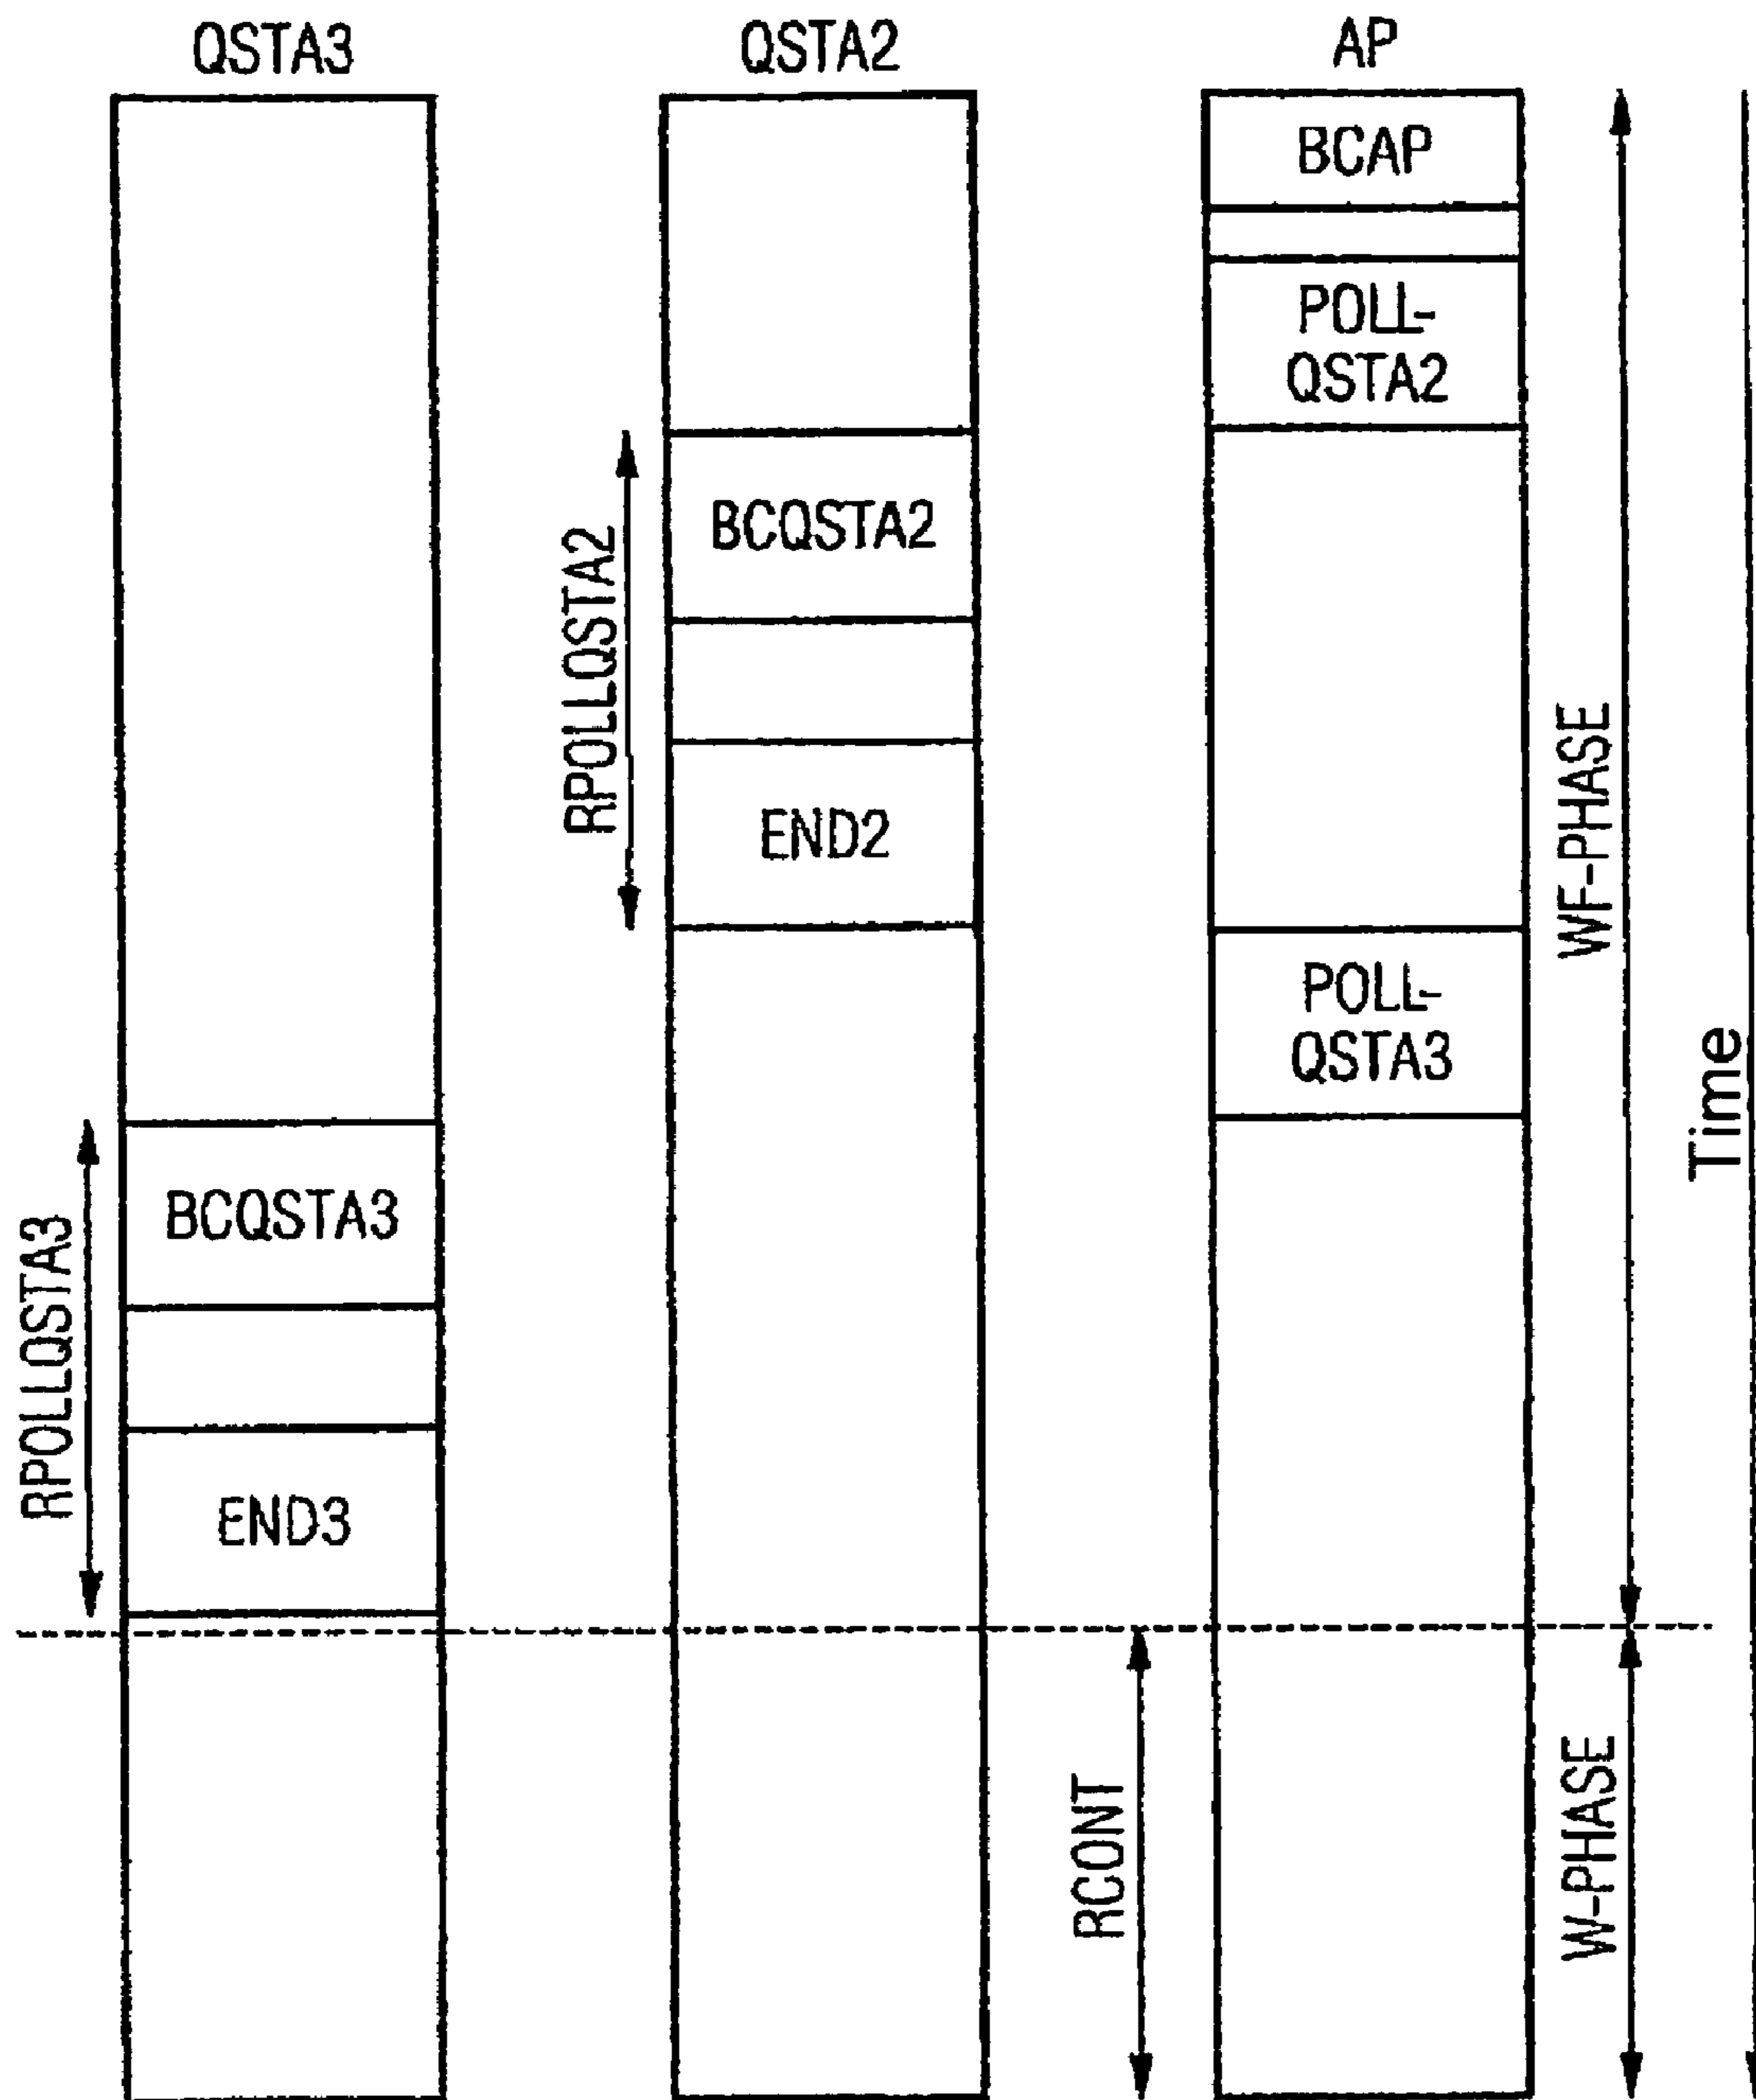 QSTA3
QSTA2
AP
BCAP
POLL-
QSTA2
BCQSTA2
RPOLLQSTA2
END2
WF-PHASE
POLL-
QSTA3
Time
BCQSTA3
RPOLLQSTA3
END3
RCONT
W-PHASE